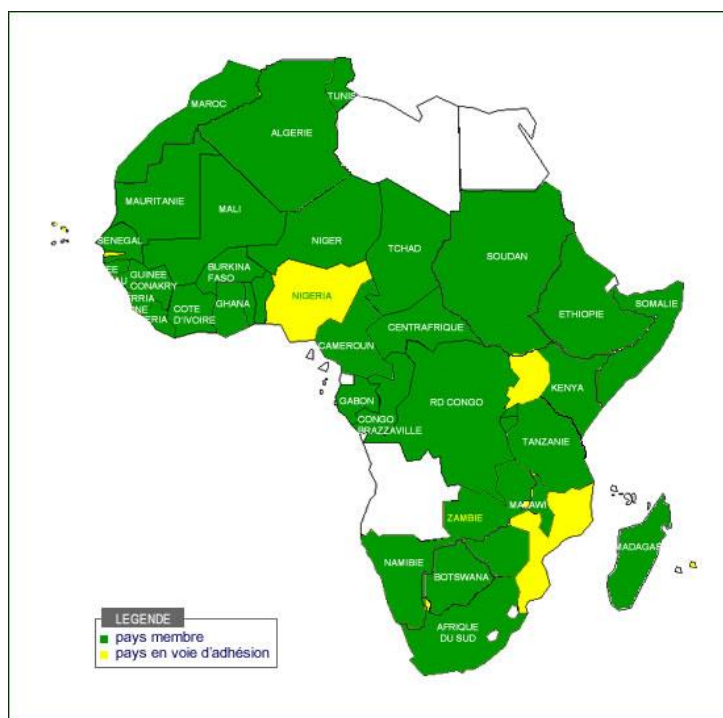 MAROC
TUNIS
ALGERIE
MAURITANIE
MALI
NIGER
TCHAD
SOUDAN
SENEGAL
BURKINA
FASO
GUINEE
CONAKRY
NIGERIA
GHANA
COTE
D'IVOIRE
CENTRAFRIQUE
ETHIOPIE
SOMALIE
CAMEROUN
GABON
CONGO
BRAZZAVILLE
RD CONGO
KENYA
TANZANIE
ZAMBIE
MADAGAS
NAMIBIE
BOTSWANA
AFRIQUE
DU SUD
LEGENDE
pays membre
pays en voie d'adhésion